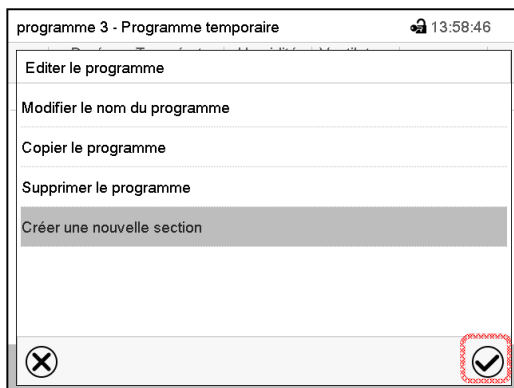 programme 3 - Programme temporaire 13:58:46
Editer le programme
Modifier le nom du programme
Copier le programme
Supprimer le programme
Créer une nouvelle section